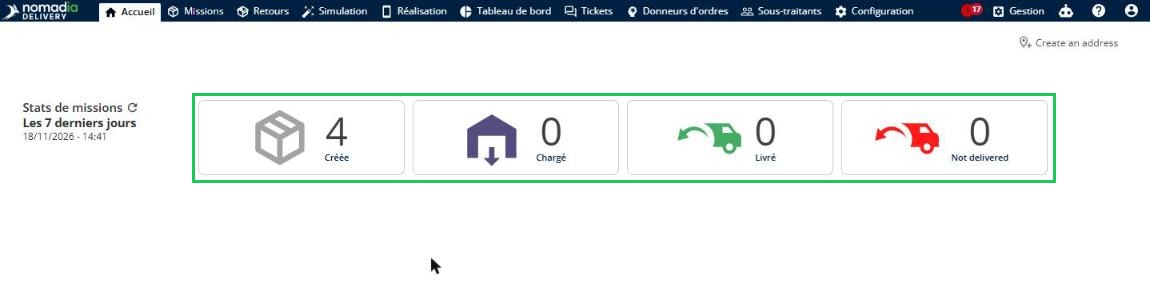 nomadia DELIVERY Accueil Missions Retours Simulation Réalisation Tableau de bord Tickets Donneurs d'ordres Sous-traitants Configuration 17 Gestion
Create an address
Stats de missions
Les 7 derniers jours
18/11/2026 - 14:41
4
Créée
0
Chargé
0
Livré
0
Not delivered